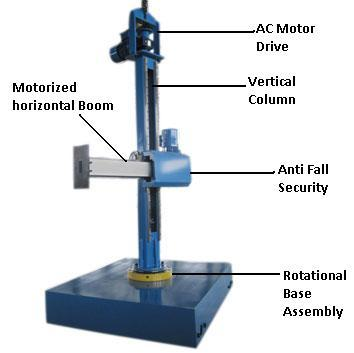 AC Motor
Drive
Motorized
horizontal Boom
Vertical
Column
Anti Fall
Security
Rotational
Base
Assembly